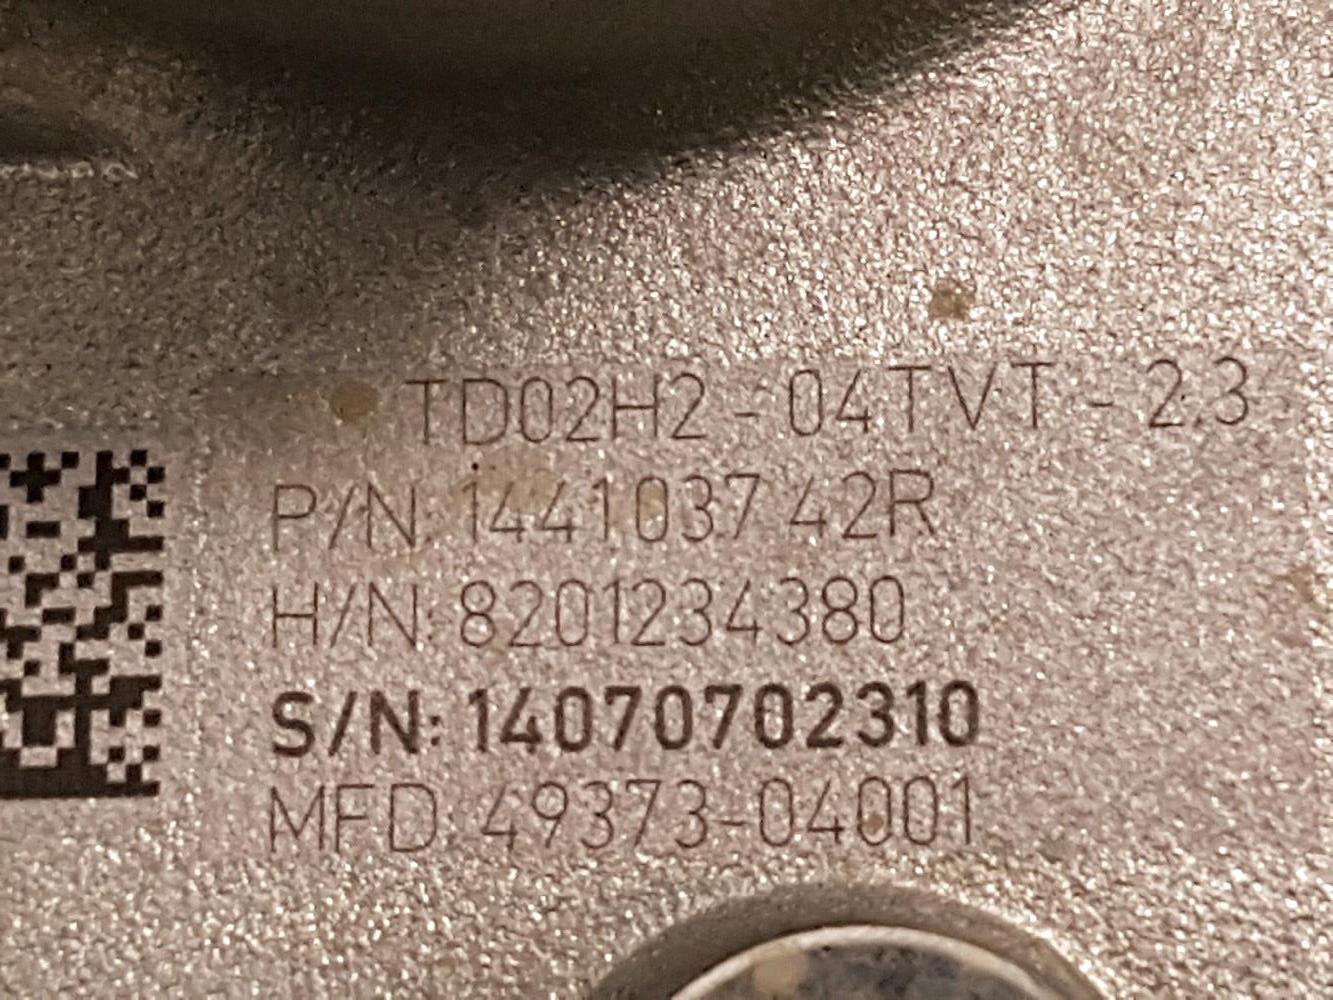 TD02H2-04TVT-2.3
P/N: 144103742R
H/N: 8201234380
S/N: 14070702310
MFD: 49373-04001